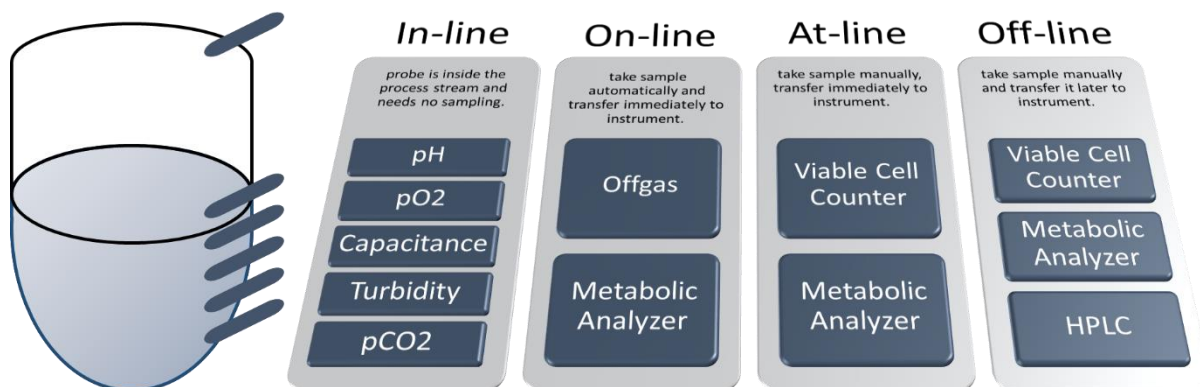 In-line
probe is inside the
process stream and
needs no sampling.
pH
pO2
Capacitance
Turbidity
pCO2
On-line
take sample
automatically and
transfer immediately to
instrument.
Offgas
Metabolic
Analyzer
At-line
take sample manually,
transfer immediately to
instrument.
Viable Cell
Counter
Metabolic
Analyzer
Off-line
take sample manually
and transfer it later to
instrument.
Viable Cell
Counter
Metabolic
Analyzer
HPLC